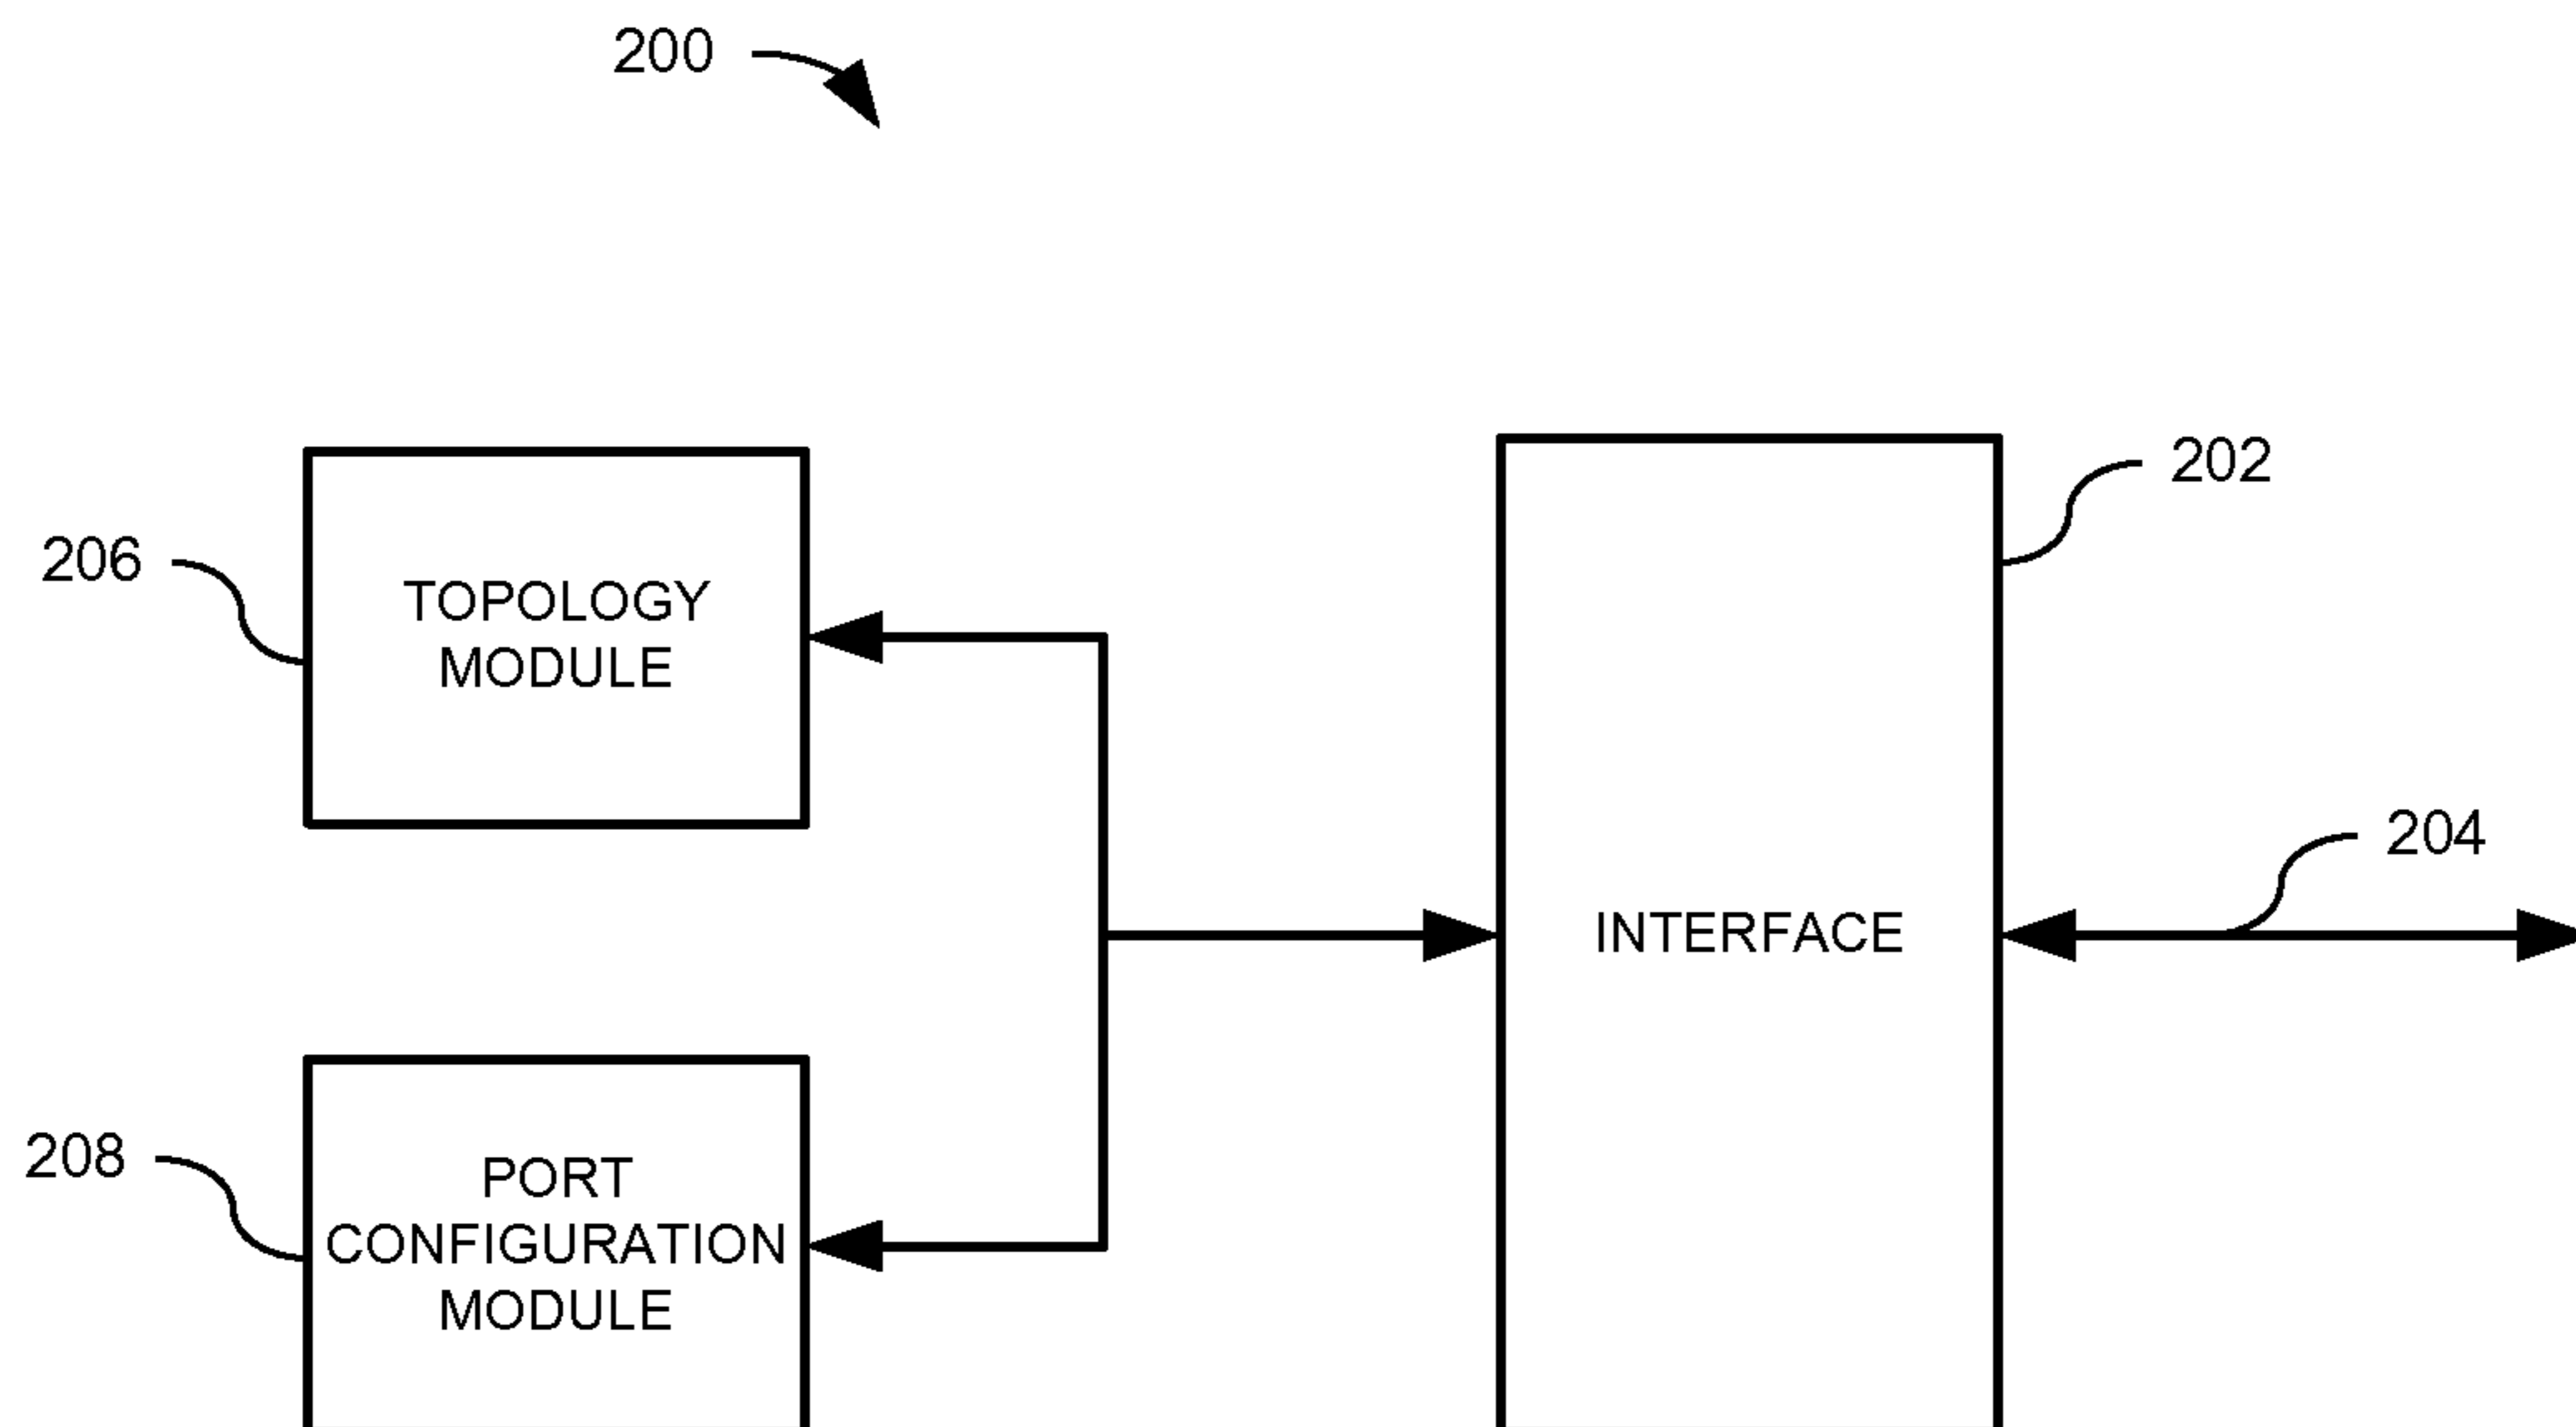 200
202
206
TOPOLOGY
MODULE
204
INTERFACE
208
PORT
CONFIGURATION
MODULE